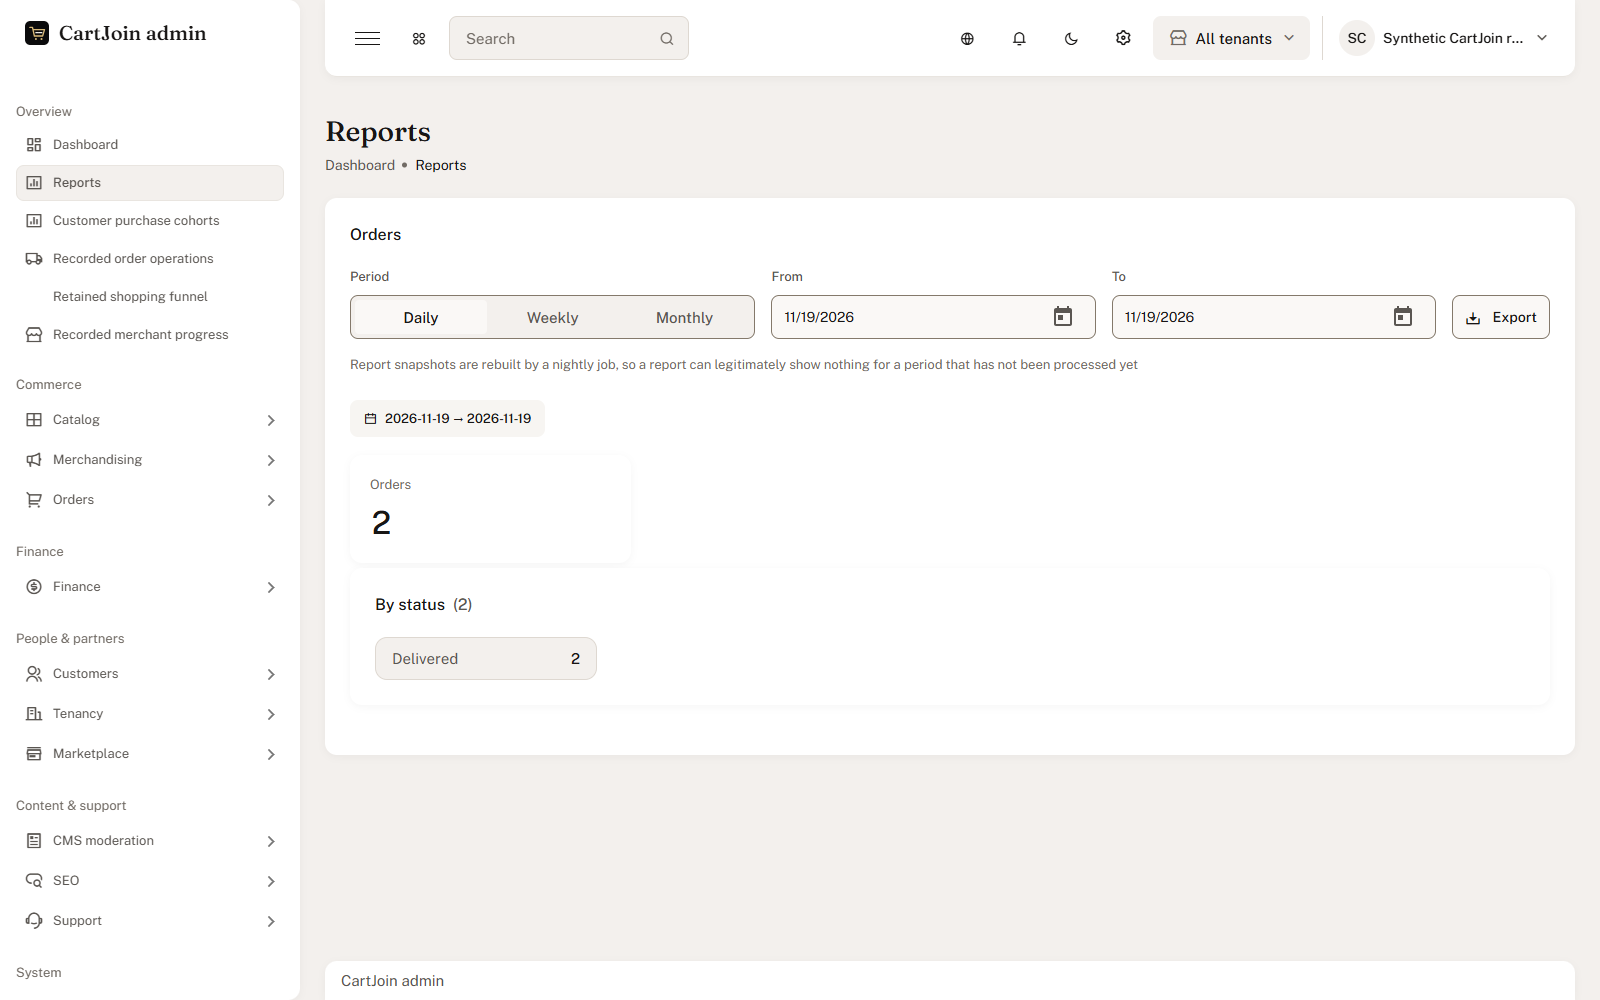 CartJoin admin
Search
All tenants
SC
Synthetic CartJoin r...
Overview
Dashboard
Reports
Customer purchase cohorts
Recorded order operations
Retained shopping funnel
Recorded merchant progress
Commerce
Catalog
Merchandising
Orders
Finance
Finance
People & partners
Customers
Tenancy
Marketplace
Content & support
CMS moderation
SEO
Support
System
Reports
Dashboard • Reports
Orders
Period
From
To
Daily
Weekly
Monthly
11/19/2026
11/19/2026
Export
Report snapshots are rebuilt by a nightly job, so a report can legitimately show nothing for a period that has not been processed yet
2026-11-19 → 2026-11-19
Orders
2
By status (2)
Delivered 2
CartJoin admin